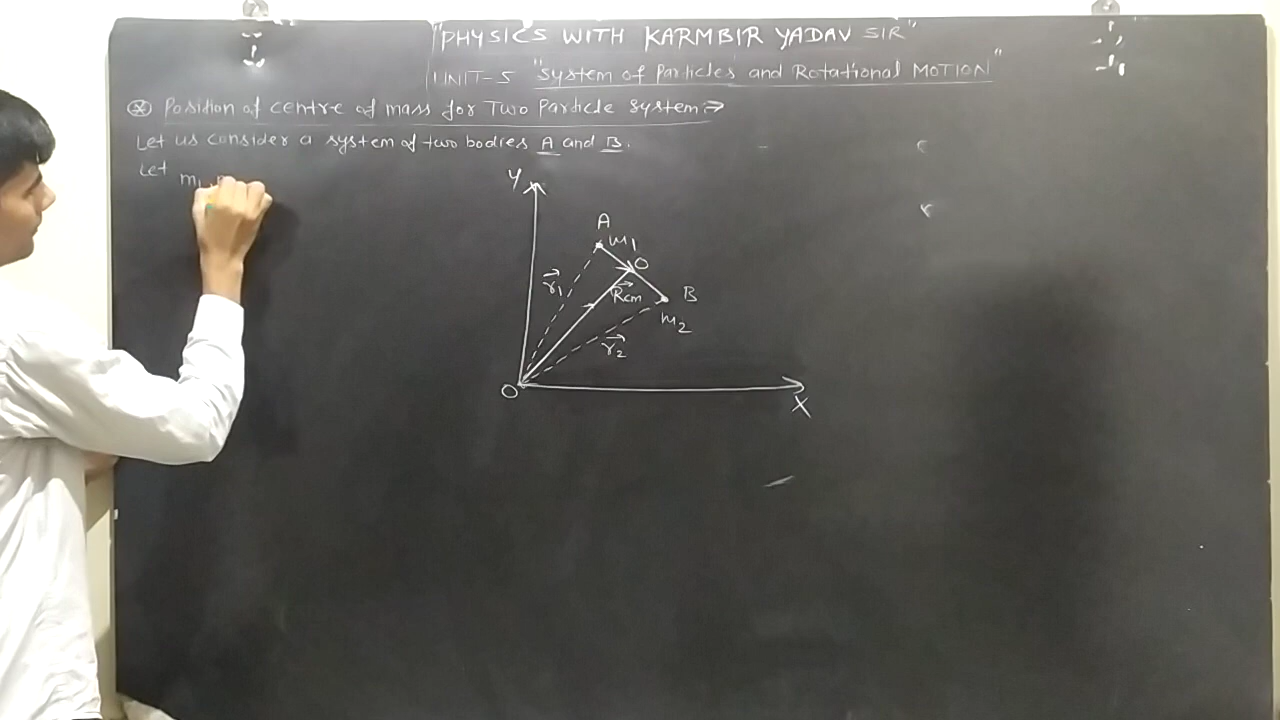 "PHYSICS WITH KARMBIR YADAV SIR"
UNIT-5 "System of Particles and Rotational MOTION"
Position of centre of mass for Two Particle system:→
Let us consider a system of two bodies A and B.
Let m₁,
Y
A
m₁
O
r₁
Rcm
B
m₂
r₂
O
X